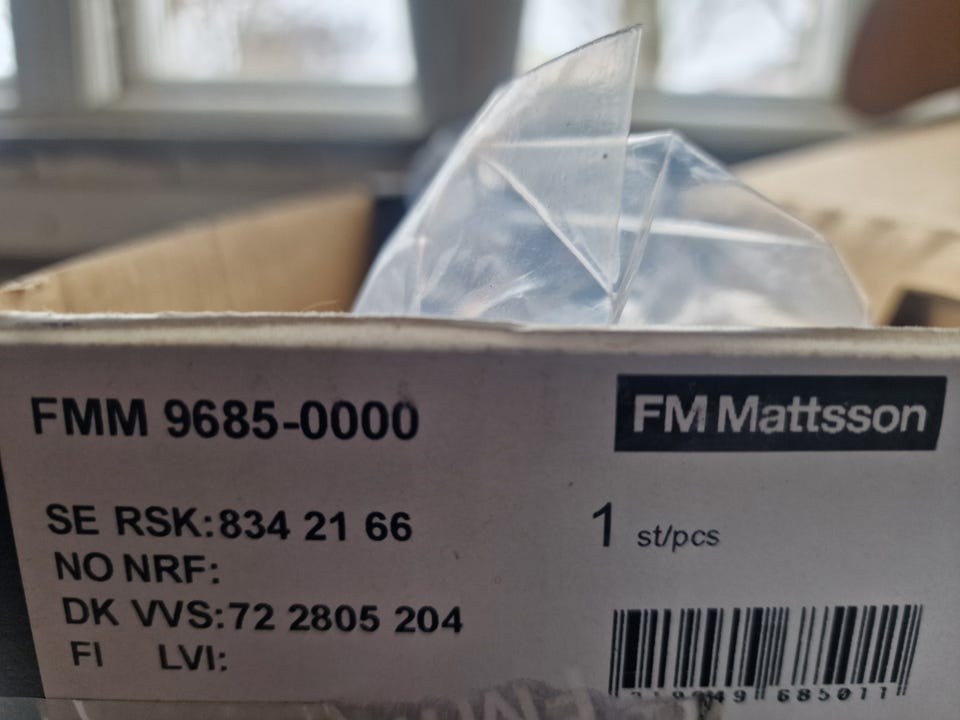 FMM 9685-0000
FM Mattsson
SE RSK:834 21 66
1 st/pcs
NO NRF:
DK VVS:72 2805 204
FI LVI:
685011